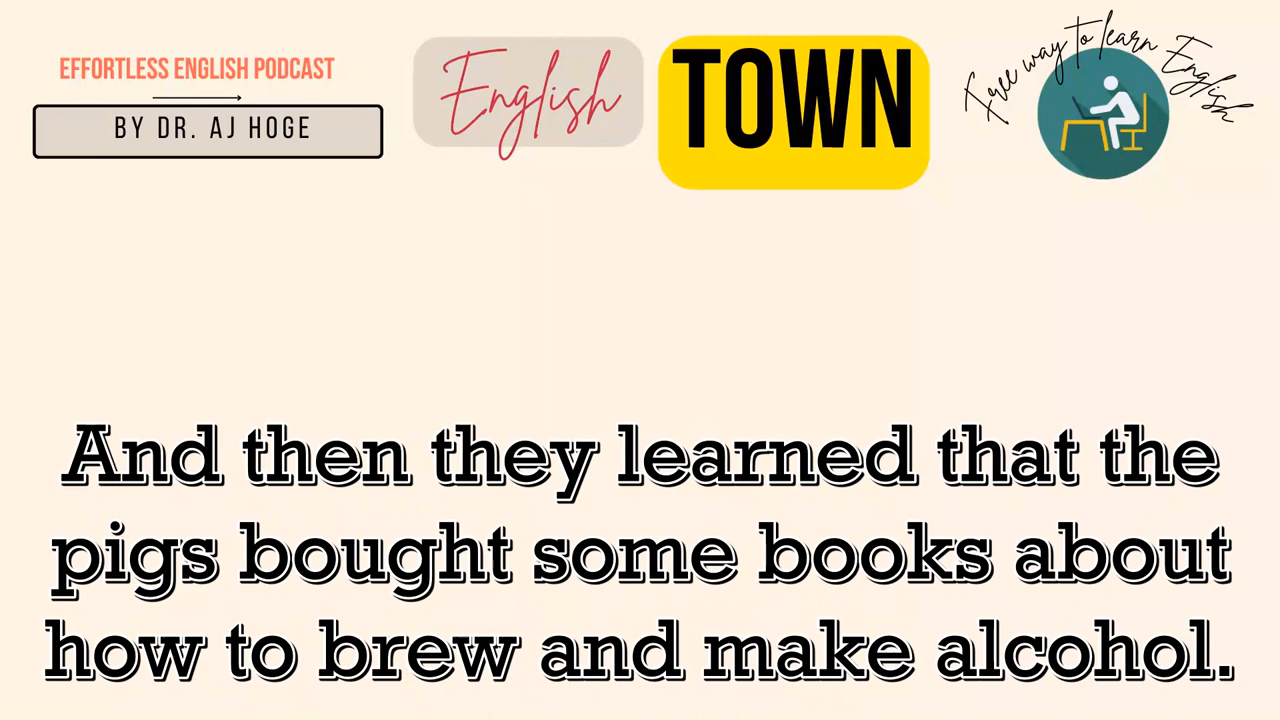 EFFORTLESS ENGLISH PODCAST
BY DR. AJ HOGE
English
TOWN
Free way to learn English
And then they learned that the
pigs bought some books about
how to brew and make alcohol.